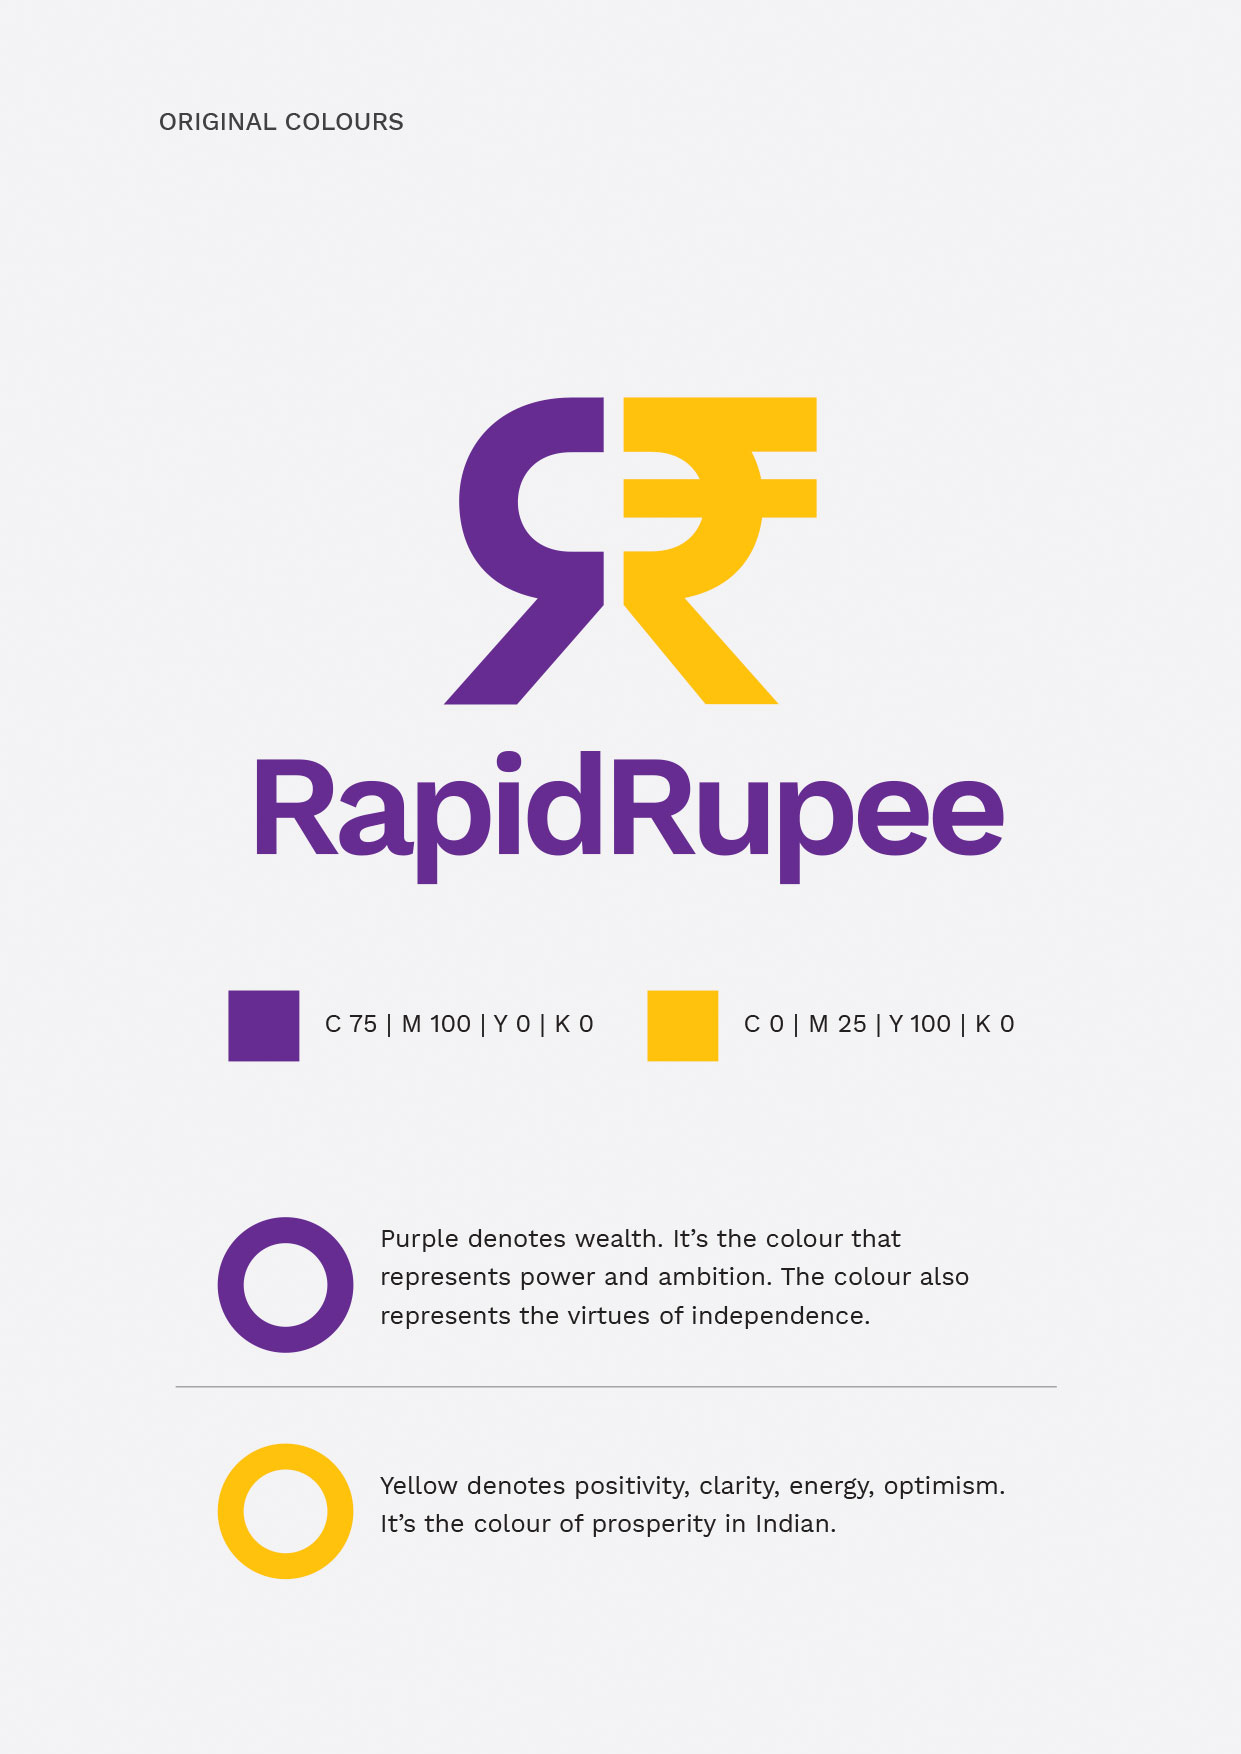 ORIGINAL COLOURS
R₹
RapidRupee
C 75 | M 100 | Y 0 | K 0
C 0 | M 25 | Y 100 | K 0
Purple denotes wealth. It’s the colour that
represents power and ambition. The colour also
represents the virtues of independence.
Yellow denotes positivity, clarity, energy, optimism.
It’s the colour of prosperity in Indian.